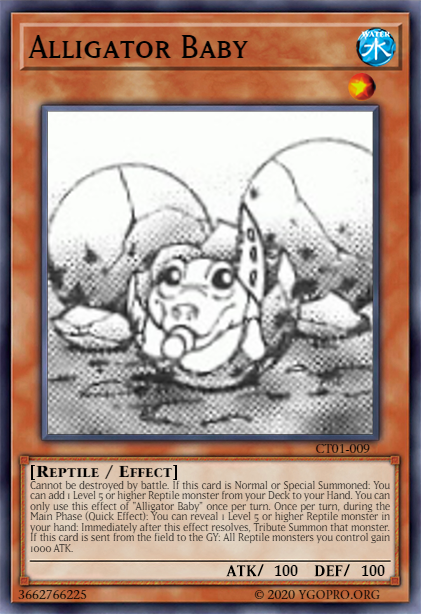 Alligator Baby
WATER
水
CT01-009
[Reptile / Effect]
Cannot be destroyed by battle. If this card is Normal or Special Summoned: You
can add 1 Level 5 or higher Reptile monster from your Deck to your Hand. You can
only use this effect of "Alligator Baby" once per turn. Once per turn, during the
Main Phase (Quick Effect): You can reveal 1 Level 5 or higher Reptile monster in
your hand: Immediately after this effect resolves, Tribute Summon that monster.
If this card is sent from the field to the GY: All Reptile monsters you control gain
1000 ATK.
ATK/ 100 DEF/ 100
3662766225 © 2020 YGOPRO.ORG